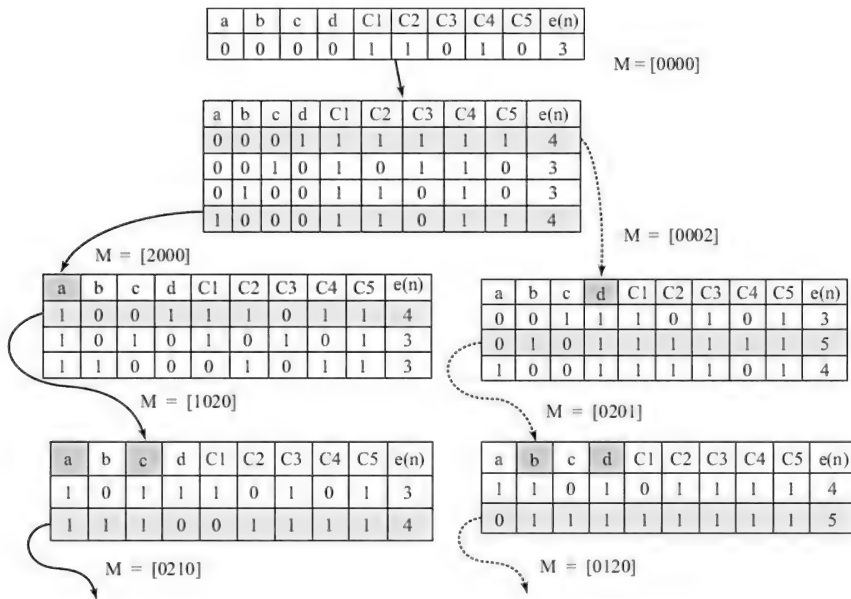 a b c d C1 C2 C3 C4 C5 e(n)
0 0 0 0 1 1 0 1 0 3
M = [0000]
a b c d C1 C2 C3 C4 C5 e(n)
0 0 0 1 1 1 1 1 1 4
0 0 1 0 1 0 1 1 0 3
0 1 0 0 1 1 0 1 0 3
1 0 0 0 1 1 0 1 1 4
M = [2000]
a b c d C1 C2 C3 C4 C5 e(n)
1 0 0 1 1 1 0 1 1 4
1 0 1 0 1 0 1 0 1 3
1 1 0 0 0 1 0 1 1 3
M = [1020]
a b c d C1 C2 C3 C4 C5 e(n)
1 0 1 1 1 0 1 0 1 3
1 1 1 0 0 1 1 1 1 4
M = [0210]
M = [0002]
a b c d C1 C2 C3 C4 C5 e(n)
0 0 1 1 1 0 1 0 1 3
0 1 0 1 1 1 1 1 1 5
1 0 0 1 1 1 1 0 1 4
M = [0201]
a b c d C1 C2 C3 C4 C5 e(n)
1 1 0 1 0 1 1 1 1 4
0 1 1 1 1 1 1 1 1 5
M = [0120]